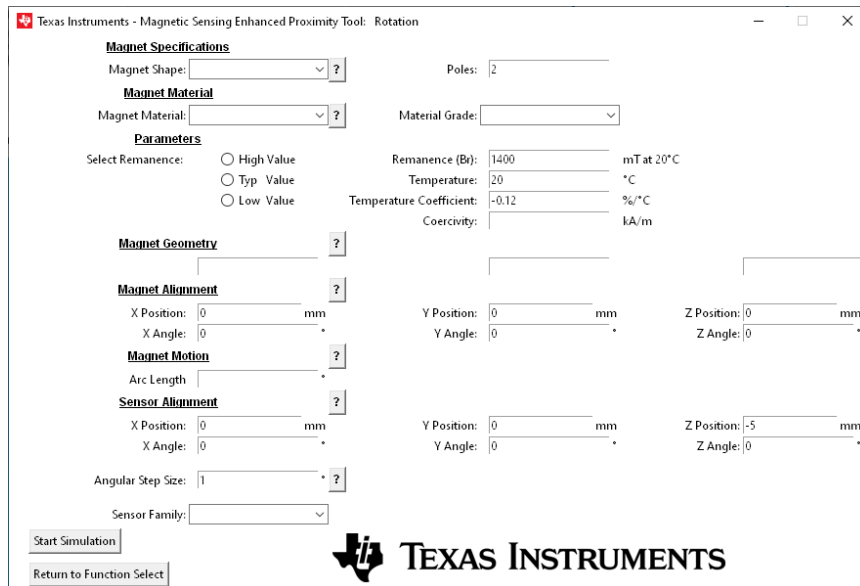 Texas Instruments - Magnetic Sensing Enhanced Proximity Tool: Rotation
Magnet Specifications
Magnet Shape: ? Poles: 2
Magnet Material
Magnet Material: ? Material Grade:
Parameters
Select Remanence: High Value Remanence (Br): 1400 mT at 20°C
Typ Value Temperature: 20 °C
Low Value Temperature Coefficient: -0.12 %/°C
Coercivity: kA/m
Magnet Geometry ?
Magnet Alignment ?
X Position: 0 mm Y Position: 0 mm Z Position: 0 mm
X Angle: 0 ° Y Angle: 0 ° Z Angle: 0 °
Magnet Motion ?
Arc Length °
Sensor Alignment ?
X Position: 0 mm Y Position: 0 mm Z Position: -5 mm
X Angle: 0 ° Y Angle: 0 ° Z Angle: 0 °
Angular Step Size: 1 ° ?
Sensor Family:
Start Simulation
TEXAS INSTRUMENTS
Return to Function Select